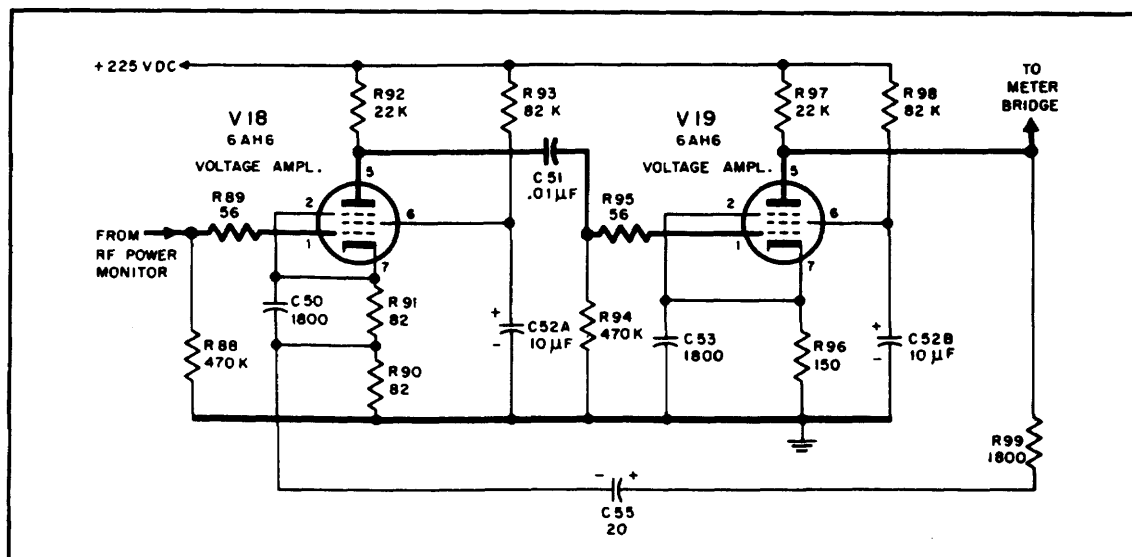 +225 VDC
R92
22 K
R93
82 K
R97
22 K
R98
82 K
TO
METER
BRIDGE
V18
6AH6
VOLTAGE AMPL.
V19
6AH6
VOLTAGE AMPL.
5
2
1
6
7
C51
.01µF
5
2
1
6
7
R89
56
R95
56
FROM
RF POWER
MONITOR
C50
1800
R91
82
R90
82
R88
470 K
+
-
C52A
10µF
R94
470K
C53
1800
R96
150
+
-
C52B
10µF
R99
1800
- +
C55
20